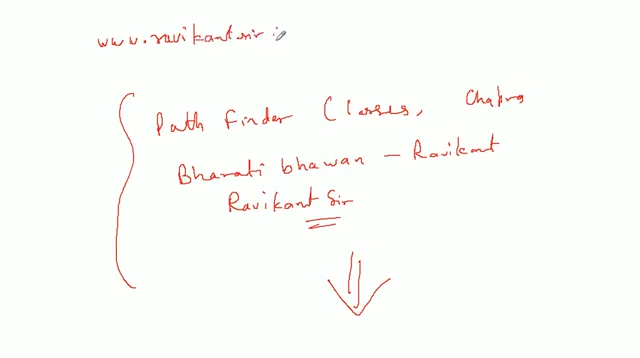 www.ravikantsir
Path Finder Classes, Chakra
Bharati bhawan - Ravikant
Ravikant Sir